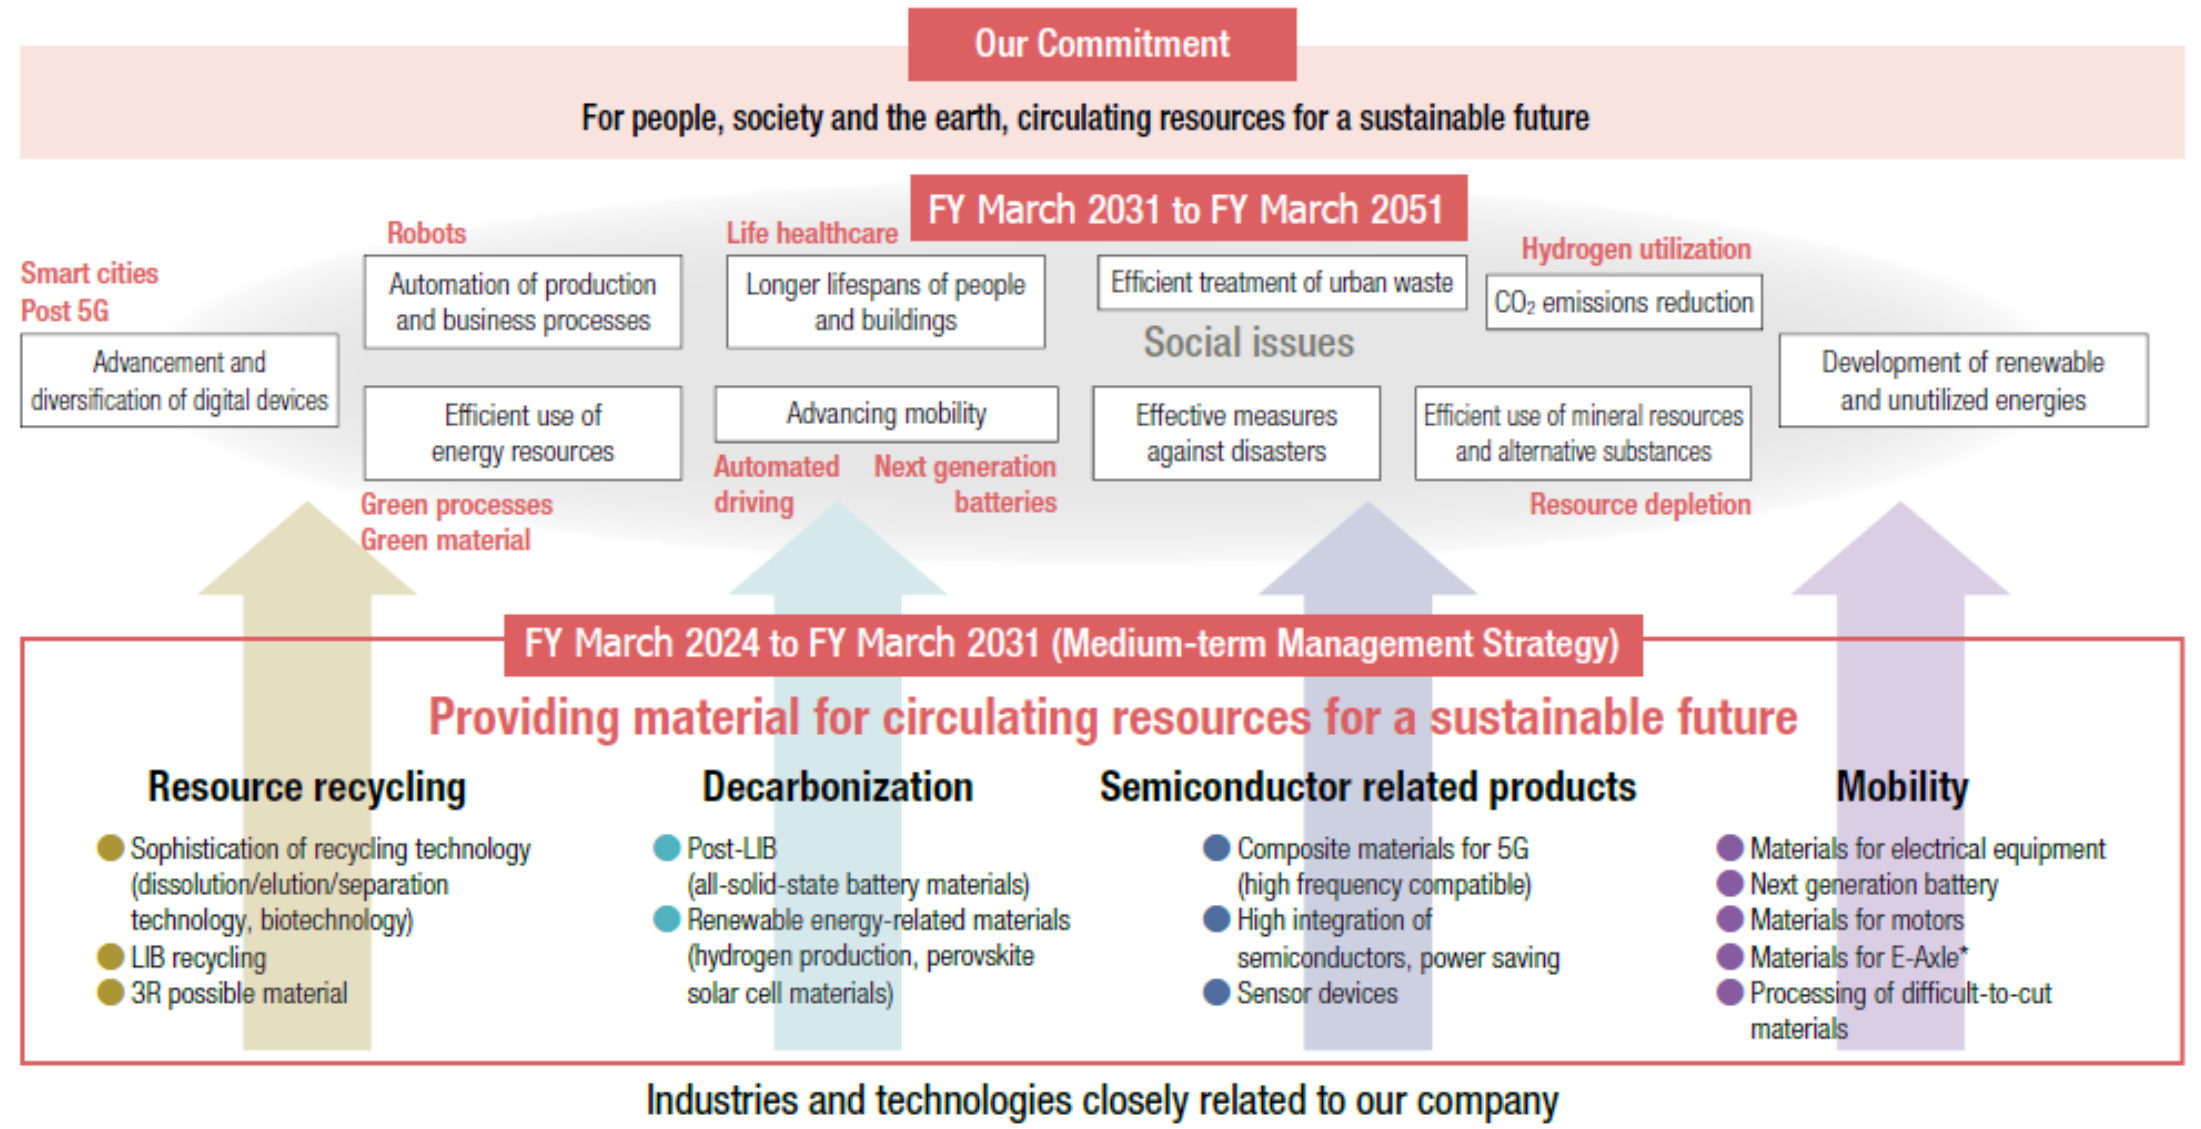 Our Commitment
For people, society and the earth, circulating resources for a sustainable future
FY March 2031 to FY March 2051
Smart cities
Post 5G
Advancement and
diversification of digital devices
Robots
Automation of production
and business processes
Efficient use of
energy resources
Green processes
Green material
Life healthcare
Longer lifespans of people
and buildings
Advancing mobility
Automated
driving
Next generation
batteries
Efficient treatment of urban waste
Social issues
Effective measures
against disasters
Hydrogen utilization
CO₂ emissions reduction
Efficient use of mineral resources
and alternative substances
Resource depletion
Development of renewable
and unutilized energies
FY March 2024 to FY March 2031 (Medium-term Management Strategy)
Providing material for circulating resources for a sustainable future
Resource recycling
Sophistication of recycling technology
(dissolution/elution/separation
technology, biotechnology)
LIB recycling
3R possible material
Decarbonization
Post-LIB
(all-solid-state battery materials)
Renewable energy-related materials
(hydrogen production, perovskite
solar cell materials)
Semiconductor related products
Composite materials for 5G
(high frequency compatible)
High integration of
semiconductors, power saving
Sensor devices
Mobility
Materials for electrical equipment
Next generation battery
Materials for motors
Materials for E-Axle*
Processing of difficult-to-cut
materials
Industries and technologies closely related to our company